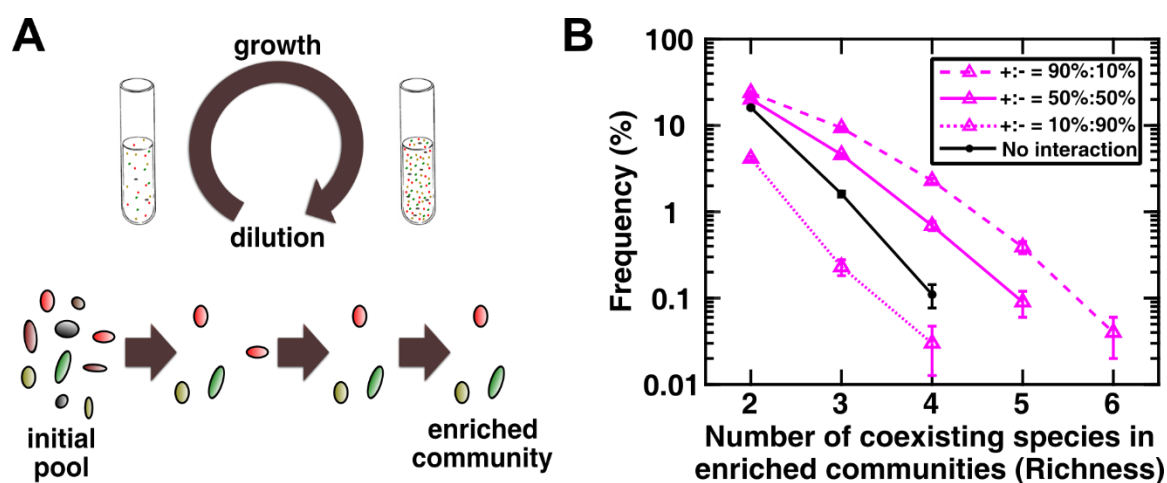 A
growth
dilution
initial
pool
enriched
community
B
Frequency (%)
100
10
1
0.1
0.01
+:- = 90%:10%
+:- = 50%:50%
+:- = 10%:90%
No interaction
2 3 4 5 6
Number of coexisting species in
enriched communities (Richness)